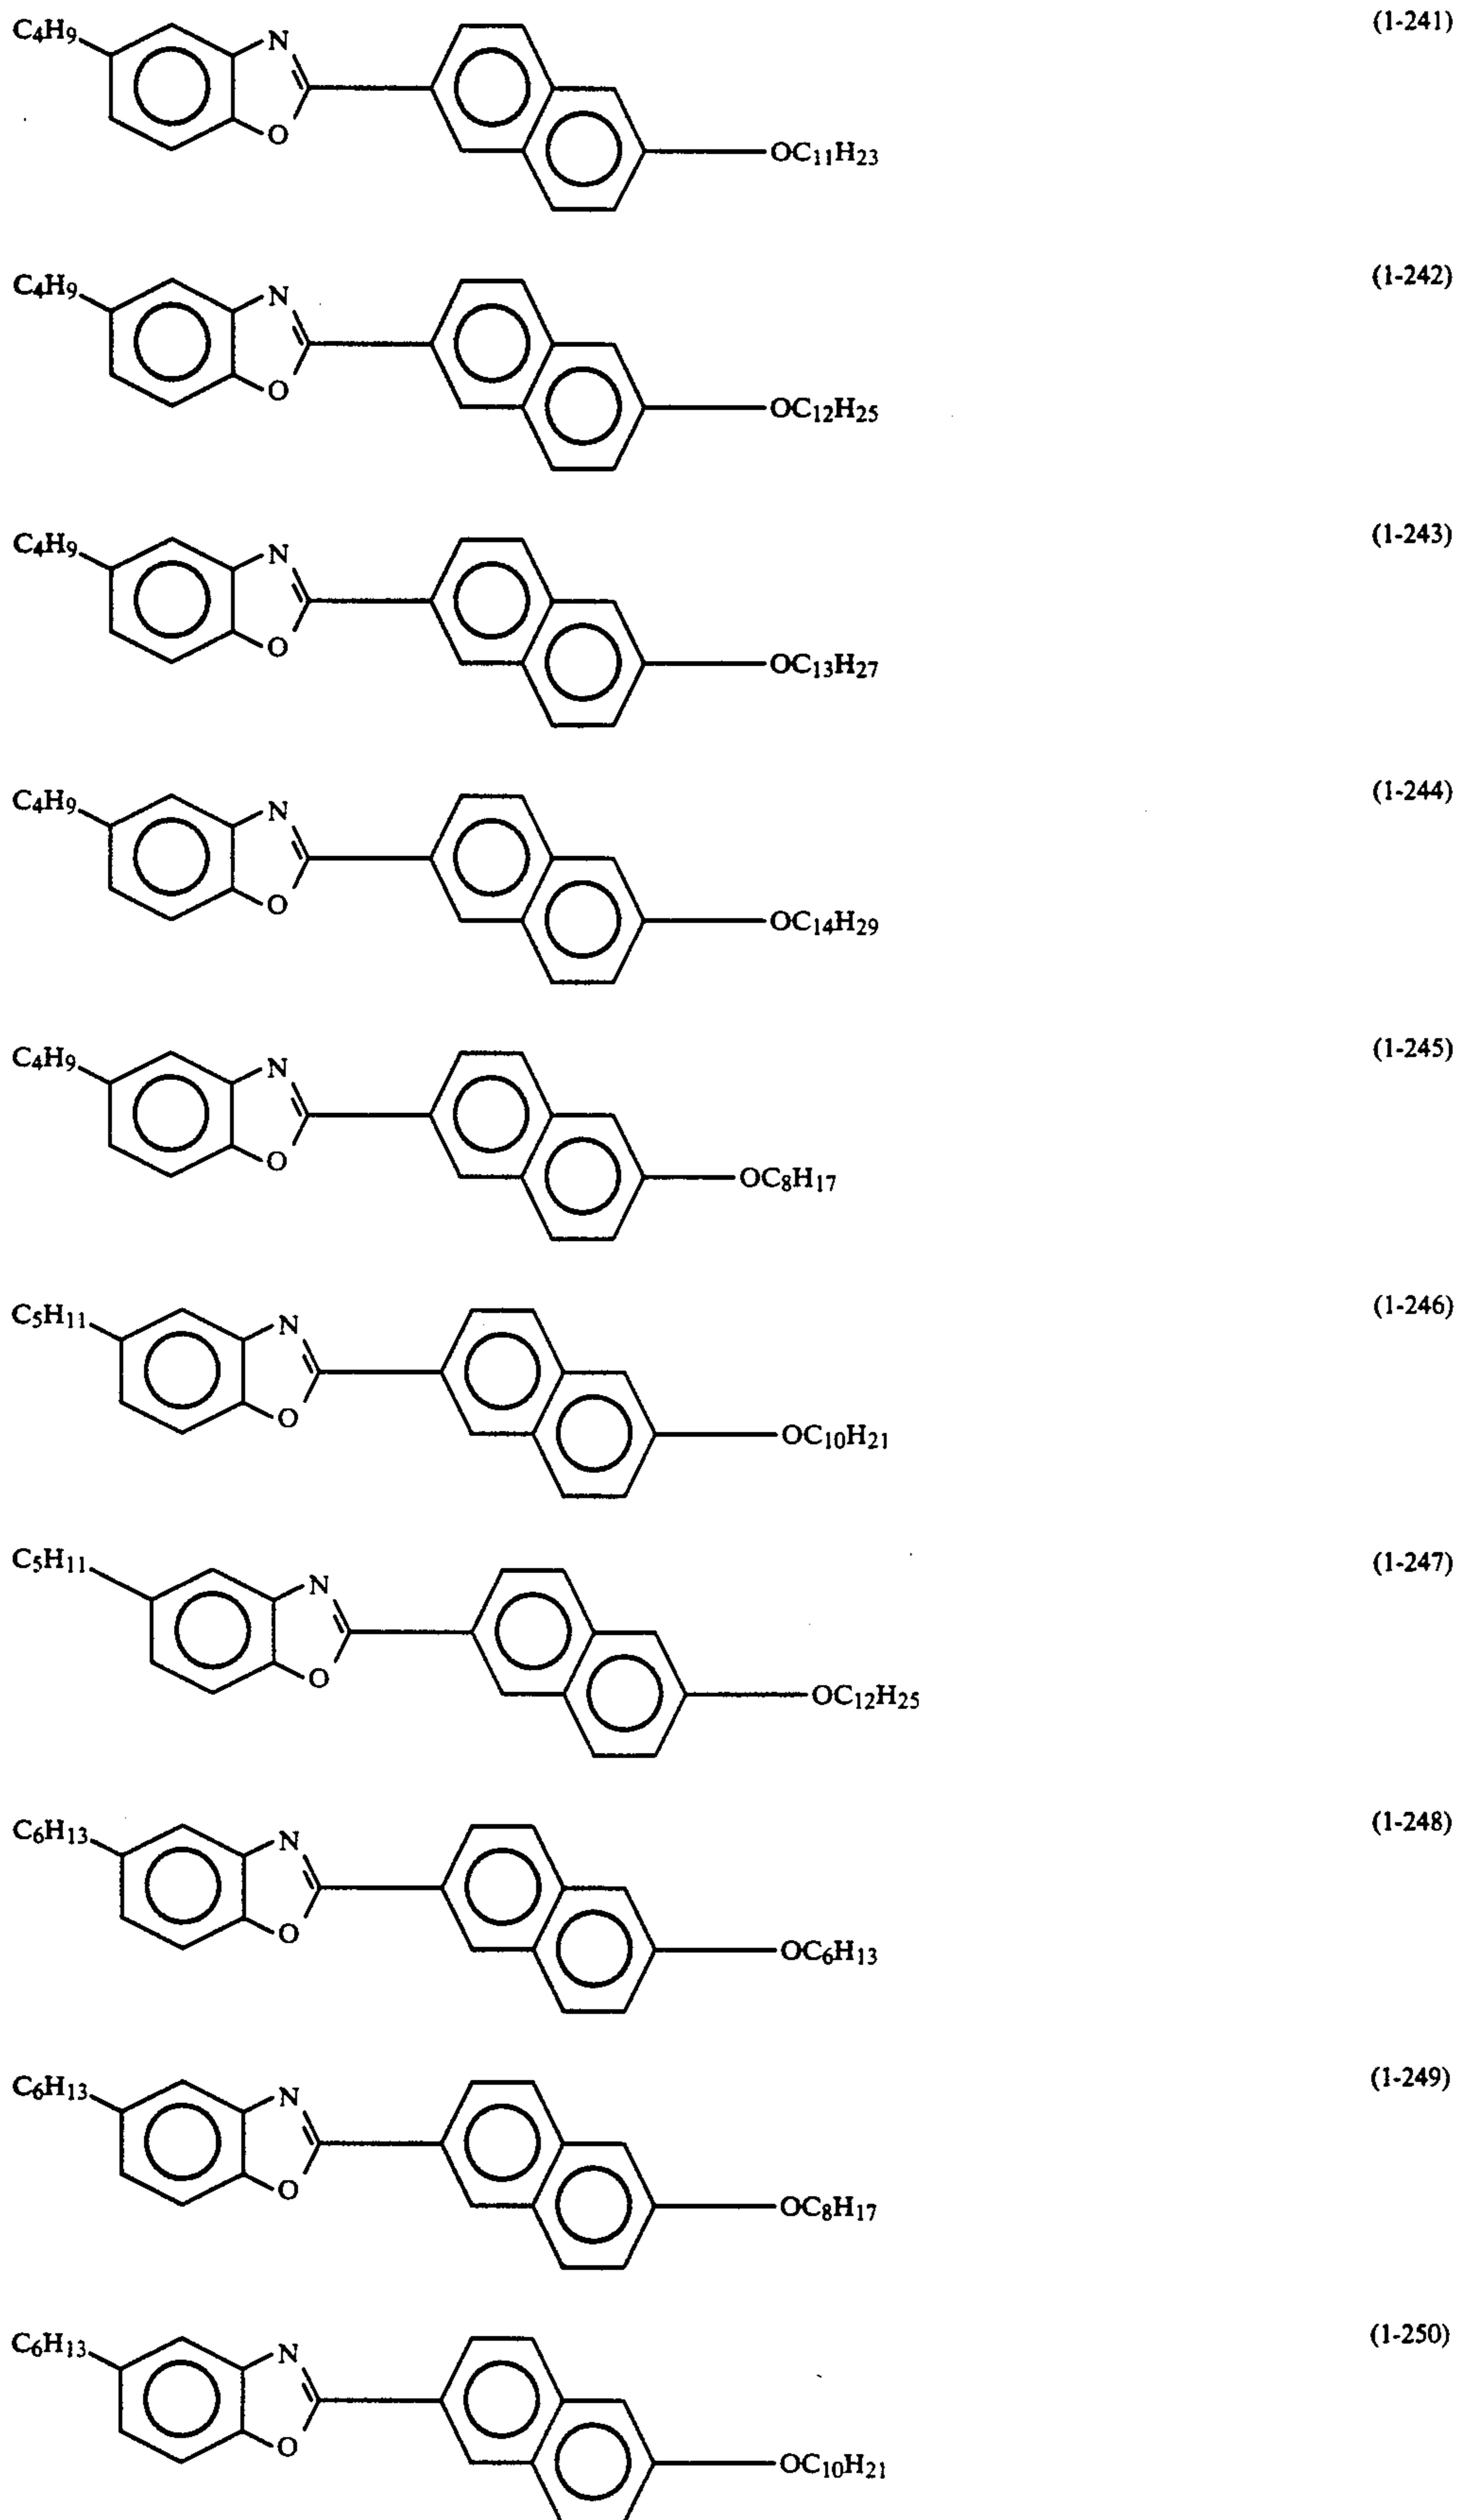 C4H9 N (1-241)
O
OC11H23
C4H9 N (1-242)
O
OC12H25
C4H9 N (1-243)
O
OC13H27
C4H9 N (1-244)
O
OC14H29
C4H9 N (1-245)
O
OC8H17
C5H11 N (1-246)
O
OC10H21
C5H11 N (1-247)
O
OC12H25
C6H13 N (1-248)
O
OC6H13
C6H13 N (1-249)
O
OC8H17
C6H13 N (1-250)
O
OC10H21